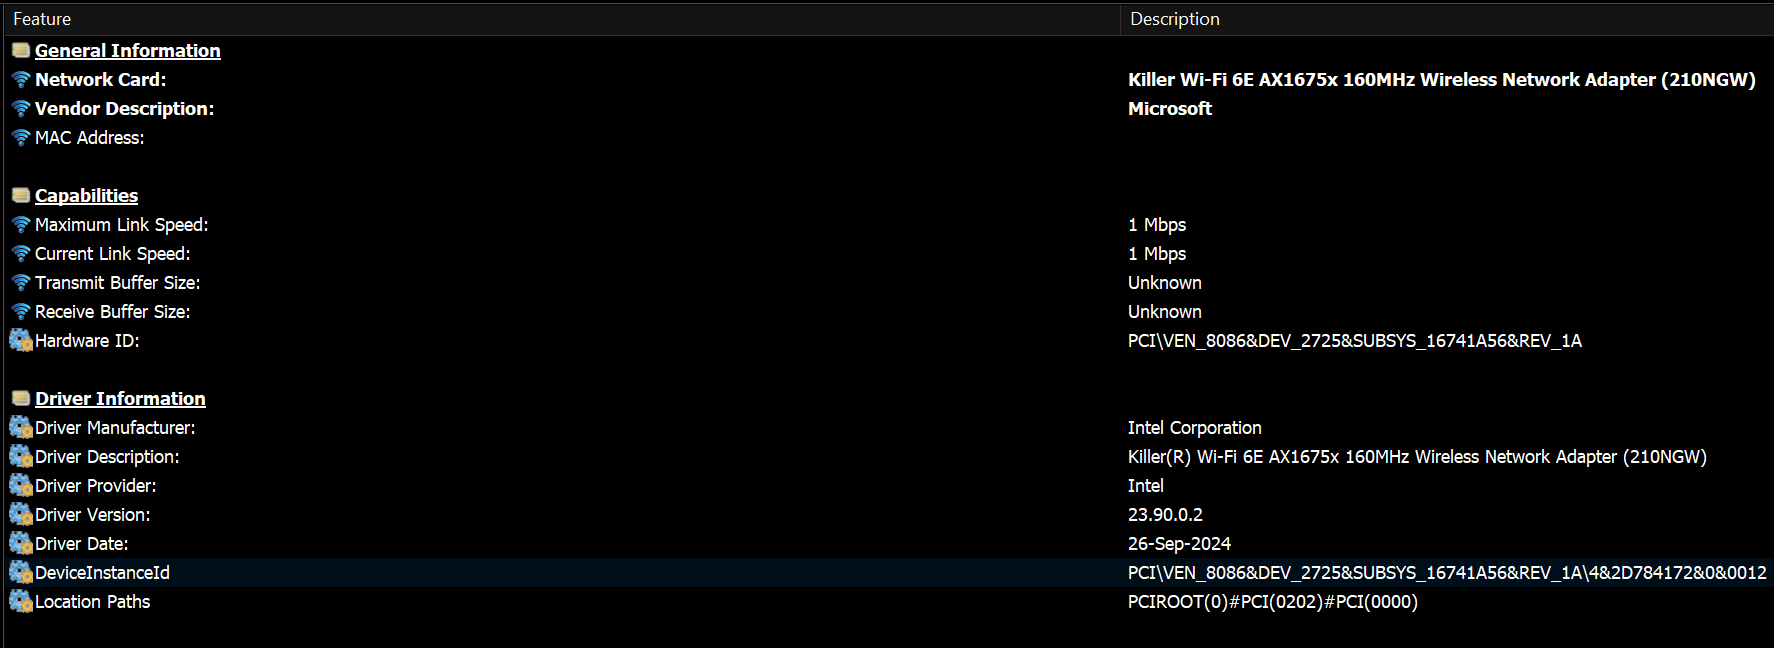 Feature Description
General Information
Network Card: Killer Wi-Fi 6E AX1675x 160MHz Wireless Network Adapter (210NGW)
Vendor Description: Microsoft
MAC Address:
Capabilities
Maximum Link Speed: 1 Mbps
Current Link Speed: 1 Mbps
Transmit Buffer Size: Unknown
Receive Buffer Size: Unknown
Hardware ID: PCI\VEN_8086&DEV_2725&SUBSYS_16741A56&REV_1A
Driver Information
Driver Manufacturer: Intel Corporation
Driver Description: Killer(R) Wi-Fi 6E AX1675x 160MHz Wireless Network Adapter (210NGW)
Driver Provider: Intel
Driver Version: 23.90.0.2
Driver Date: 26-Sep-2024
DeviceInstanceId PCI\VEN_8086&DEV_2725&SUBSYS_16741A56&REV_1A\4&2D784172&0&0012
Location Paths PCIROOT(0)#PCI(0202)#PCI(0000)